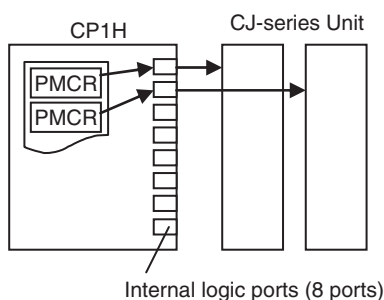 CP1H
CJ-series Unit
PMCR
PMCR
Internal logic ports (8 ports)